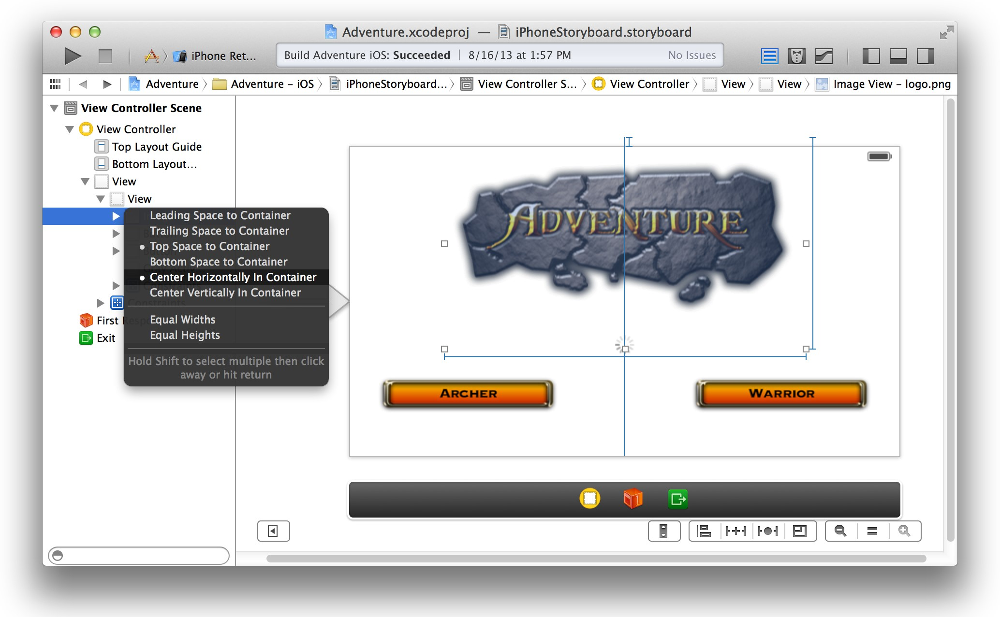 Adventure.xcodeproj — iPhoneStoryboard.storyboard
iPhone Ret...
Build Adventure iOS: Succeeded | 8/16/13 at 1:57 PM No Issues
Adventure Adventure - iOS iPhoneStoryboard... View Controller S... View Controller View View Image View - logo.png
View Controller Scene
View Controller
Top Layout Guide
Bottom Layout...
View
View
Leading Space to Container
Trailing Space to Container
Top Space to Container
Bottom Space to Container
Center Horizontally In Container
Center Vertically In Container
Constraints
Equal Widths
Equal Heights
Hold Shift to select multiple then click
away or hit return
First
Exit
ADVENTURE
ARCHER
WARRIOR
1